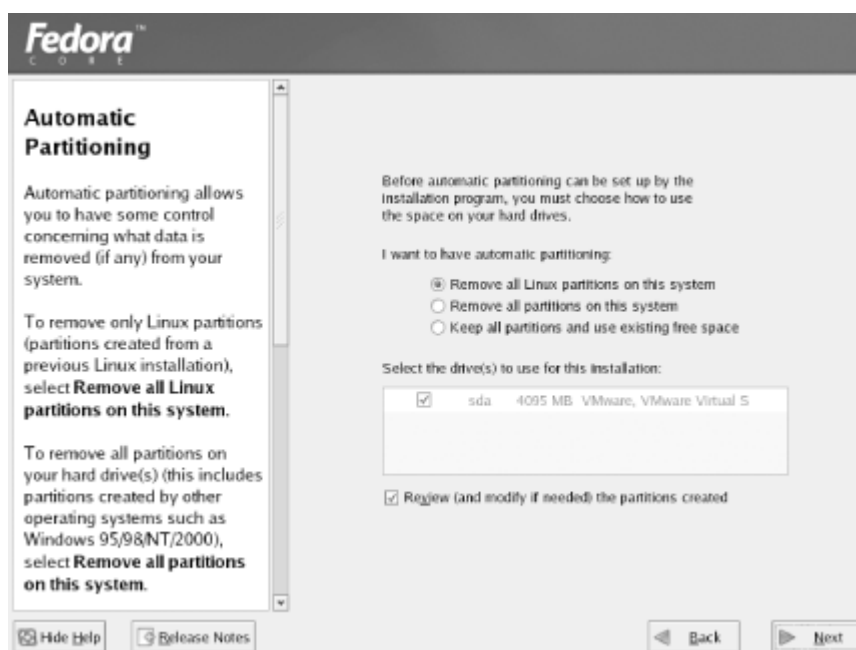 Fedora™
CORE
Automatic
Partitioning
Automatic partitioning allows
you to have some control
concerning what data is
removed (if any) from your
system.
To remove only Linux partitions
(partitions created from a
previous Linux installation),
select Remove all Linux
partitions on this system.
To remove all partitions on
your hard drive(s) (this includes
partitions created by other
operating systems such as
Windows 95/98/NT/2000),
select Remove all partitions
on this system.
Before automatic partitioning can be set up by the
installation program, you must choose how to use
the space on your hard drives.
I want to have automatic partitioning:
Remove all Linux partitions on this system
Remove all partitions on this system
Keep all partitions and use existing free space
Select the drive(s) to use for this installation:
sda 4095 MB VMware, VMware Virtual S
Review (and modify if needed) the partitions created
Hide Help
Release Notes
Back
Next